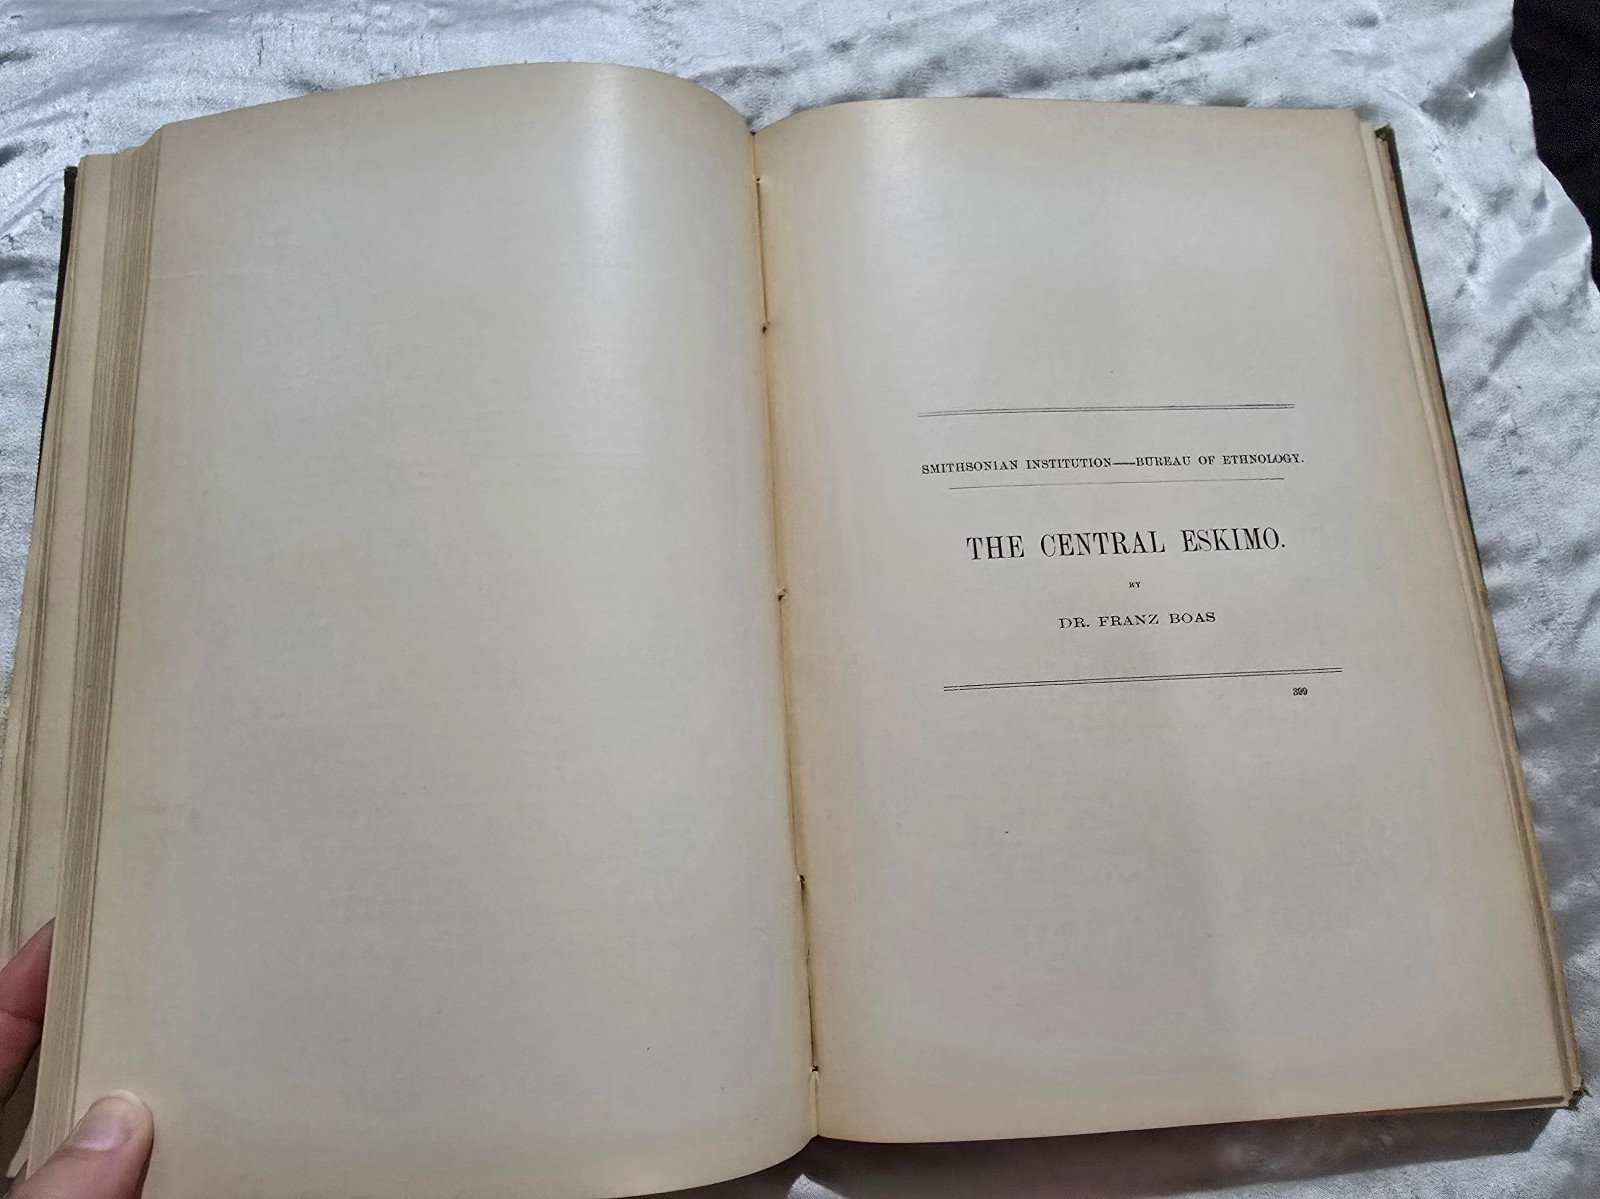 SMITHSONIAN INSTITUTION—BUREAU OF ETHNOLOGY.
THE CENTRAL ESKIMO.
BY
DR. FRANZ BOAS
399